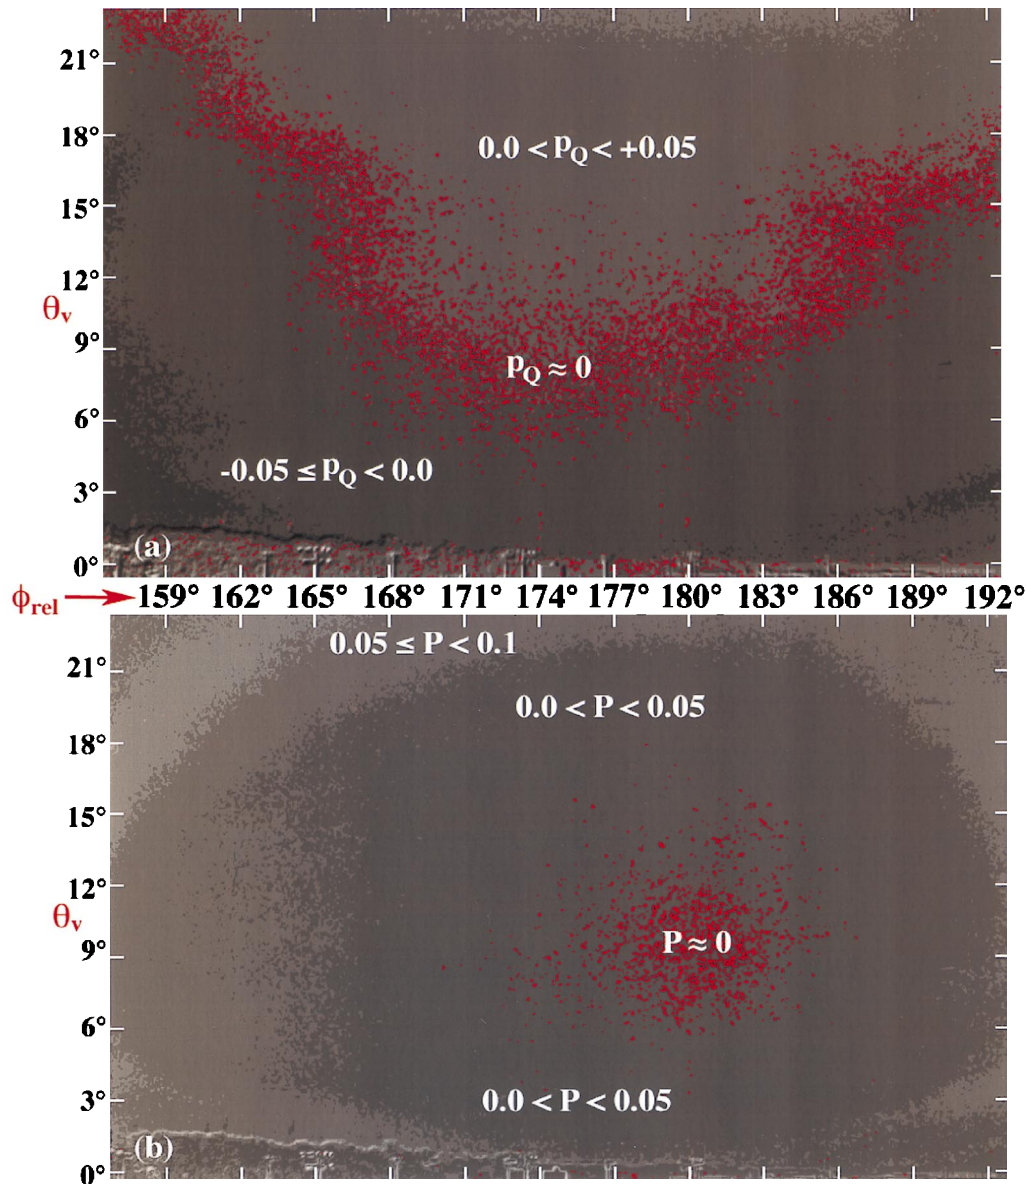 21°
18°
15°
12°
θv
9°
6°
3°
0°
0.0 < pQ < +0.05
pQ ≈ 0
-0.05 ≤ pQ < 0.0
(a)
ϕrel 159° 162° 165° 168° 171° 174° 177° 180° 183° 186° 189° 192°
0.05 ≤ P < 0.1
21°
0.0 < P < 0.05
18°
15°
12°
θv
9°
P ≈ 0
6°
3°
0.0 < P < 0.05
(b)
0°